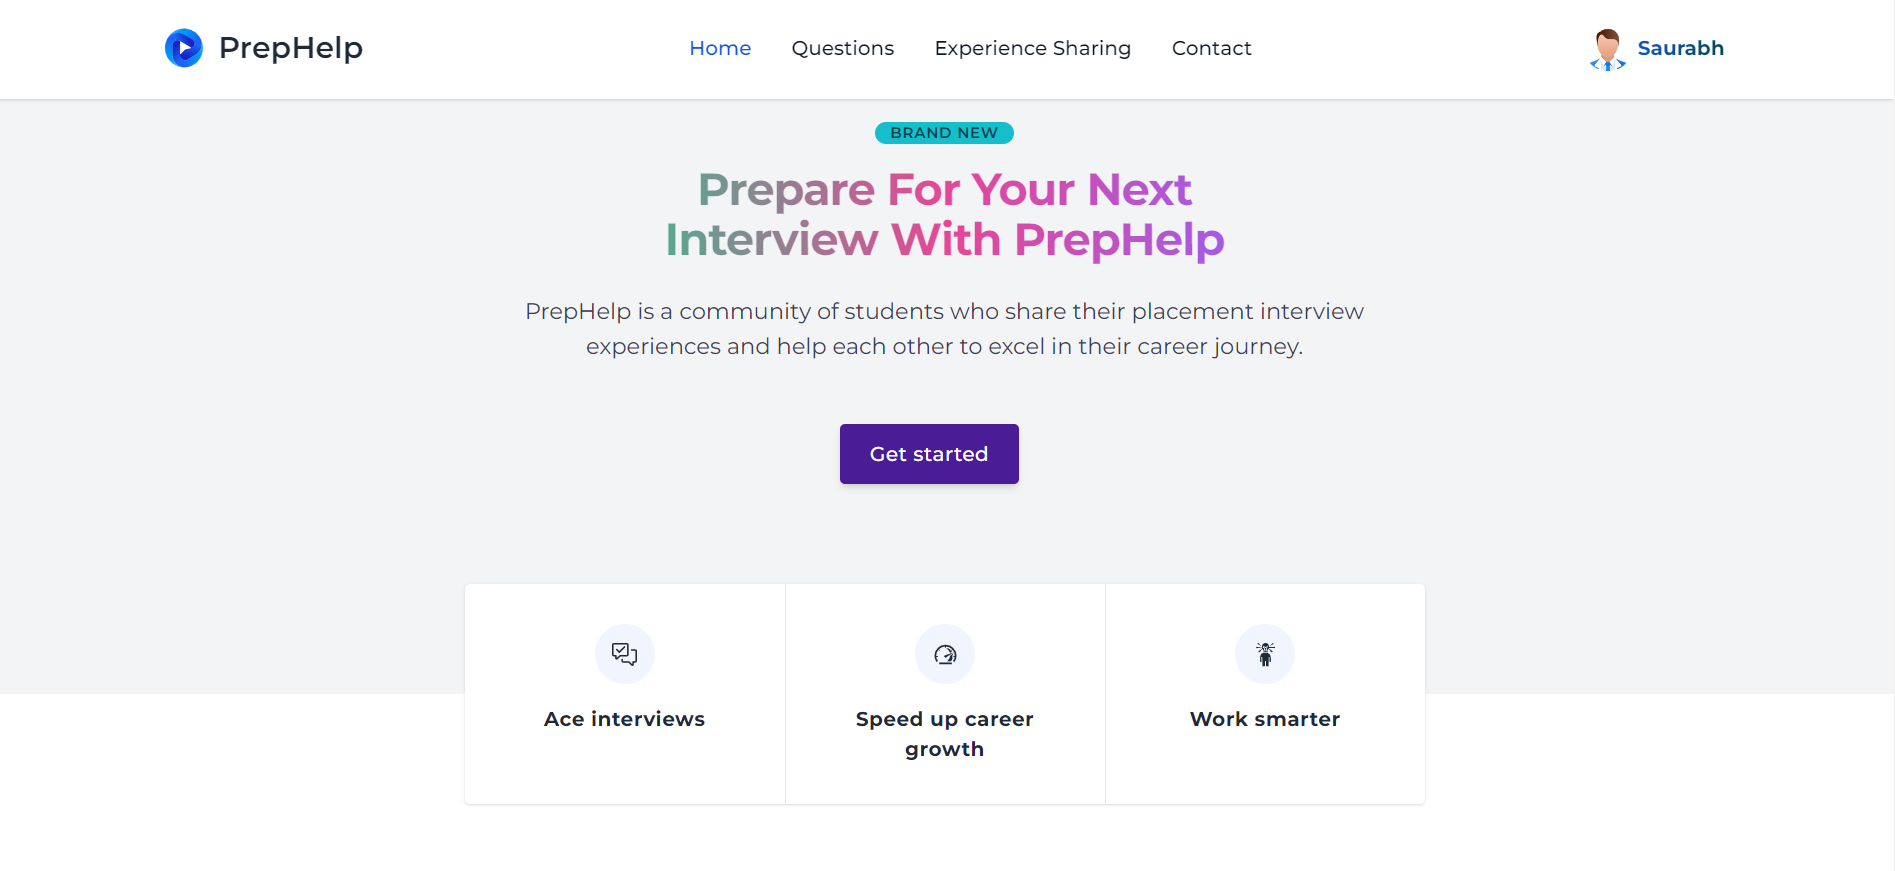 PrepHelp
Home
Questions
Experience Sharing
Contact
Saurabh
BRAND NEW
Prepare For Your Next
Interview With PrepHelp
PrepHelp is a community of students who share their placement interview
experiences and help each other to excel in their career journey.
Get started
Ace interviews
Speed up career
growth
Work smarter